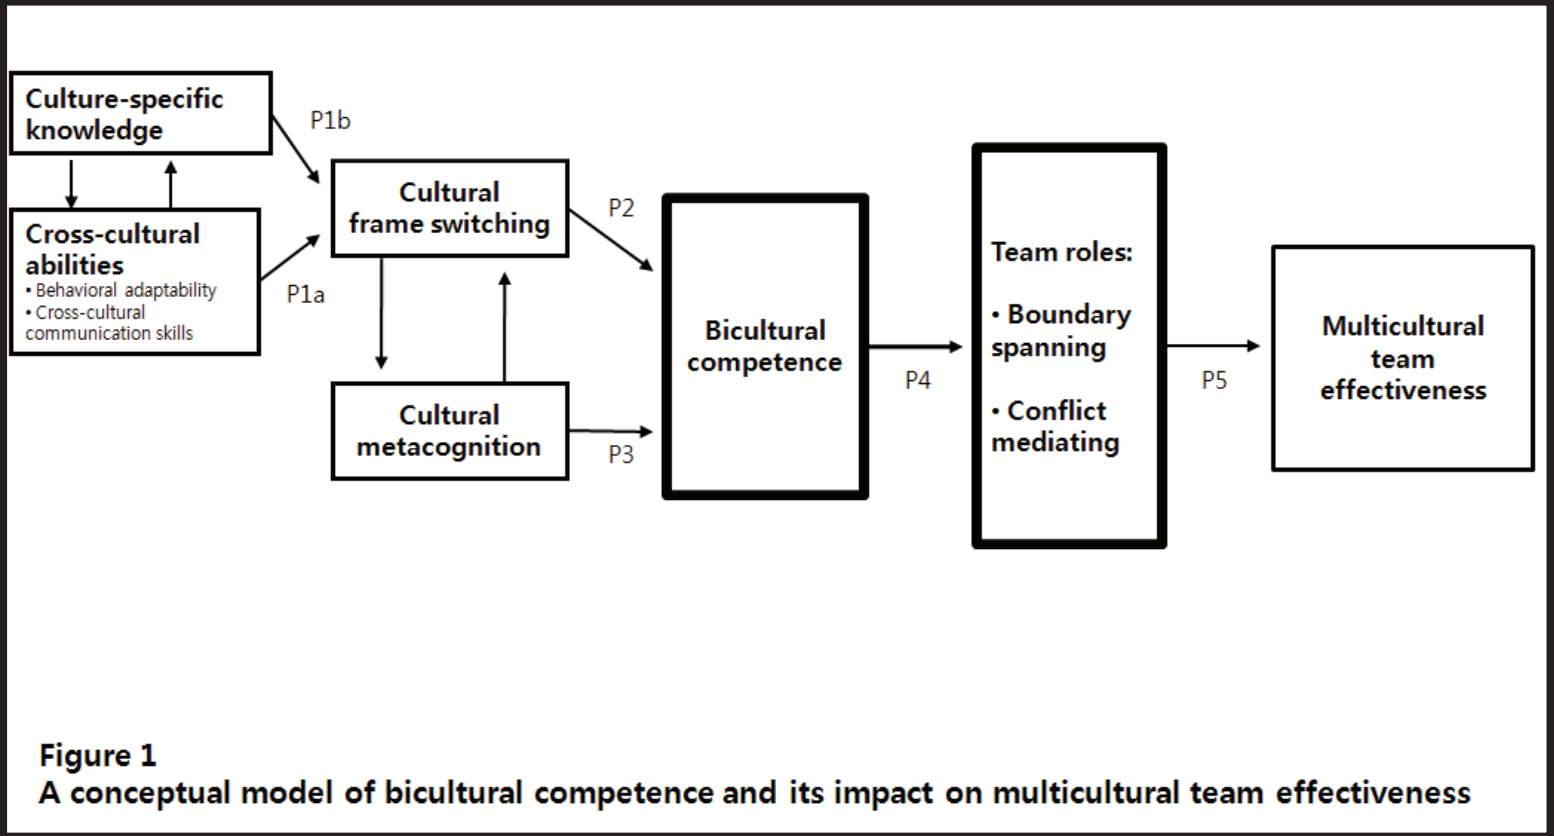 Culture-specific
knowledge
P1b
Cross-cultural
abilities
• Behavioral adaptability
• Cross-cultural
communication skills
P1a
Cultural
frame switching
P2
Cultural
metacognition
P3
Bicultural
competence
P4
Team roles:
• Boundary
spanning
• Conflict
mediating
P5
Multicultural
team
effectiveness
Figure 1
A conceptual model of bicultural competence and its impact on multicultural team effectiveness